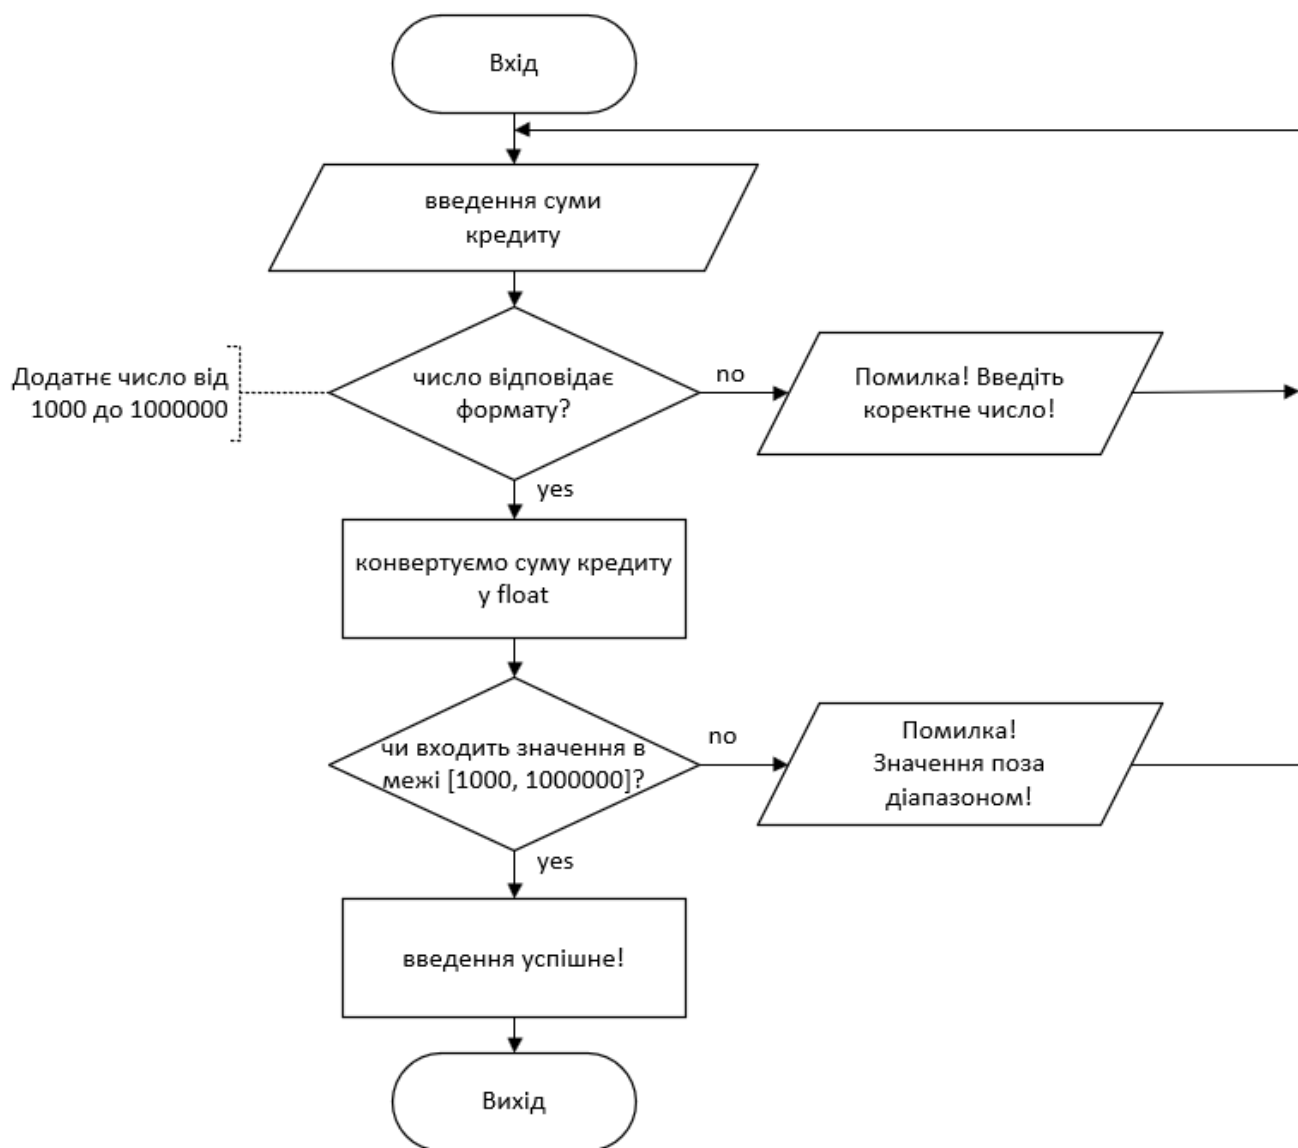 Вхід
введення суми
кредиту
Додатнє число від
1000 до 1000000
число відповідає
формату?
no
Помилка! Введіть
коректне число!
yes
конвертуємо суму кредиту
у float
чи входить значення в
межі [1000, 1000000]?
no
Помилка!
Значення поза
діапазоном!
yes
введення успішне!
Вихід